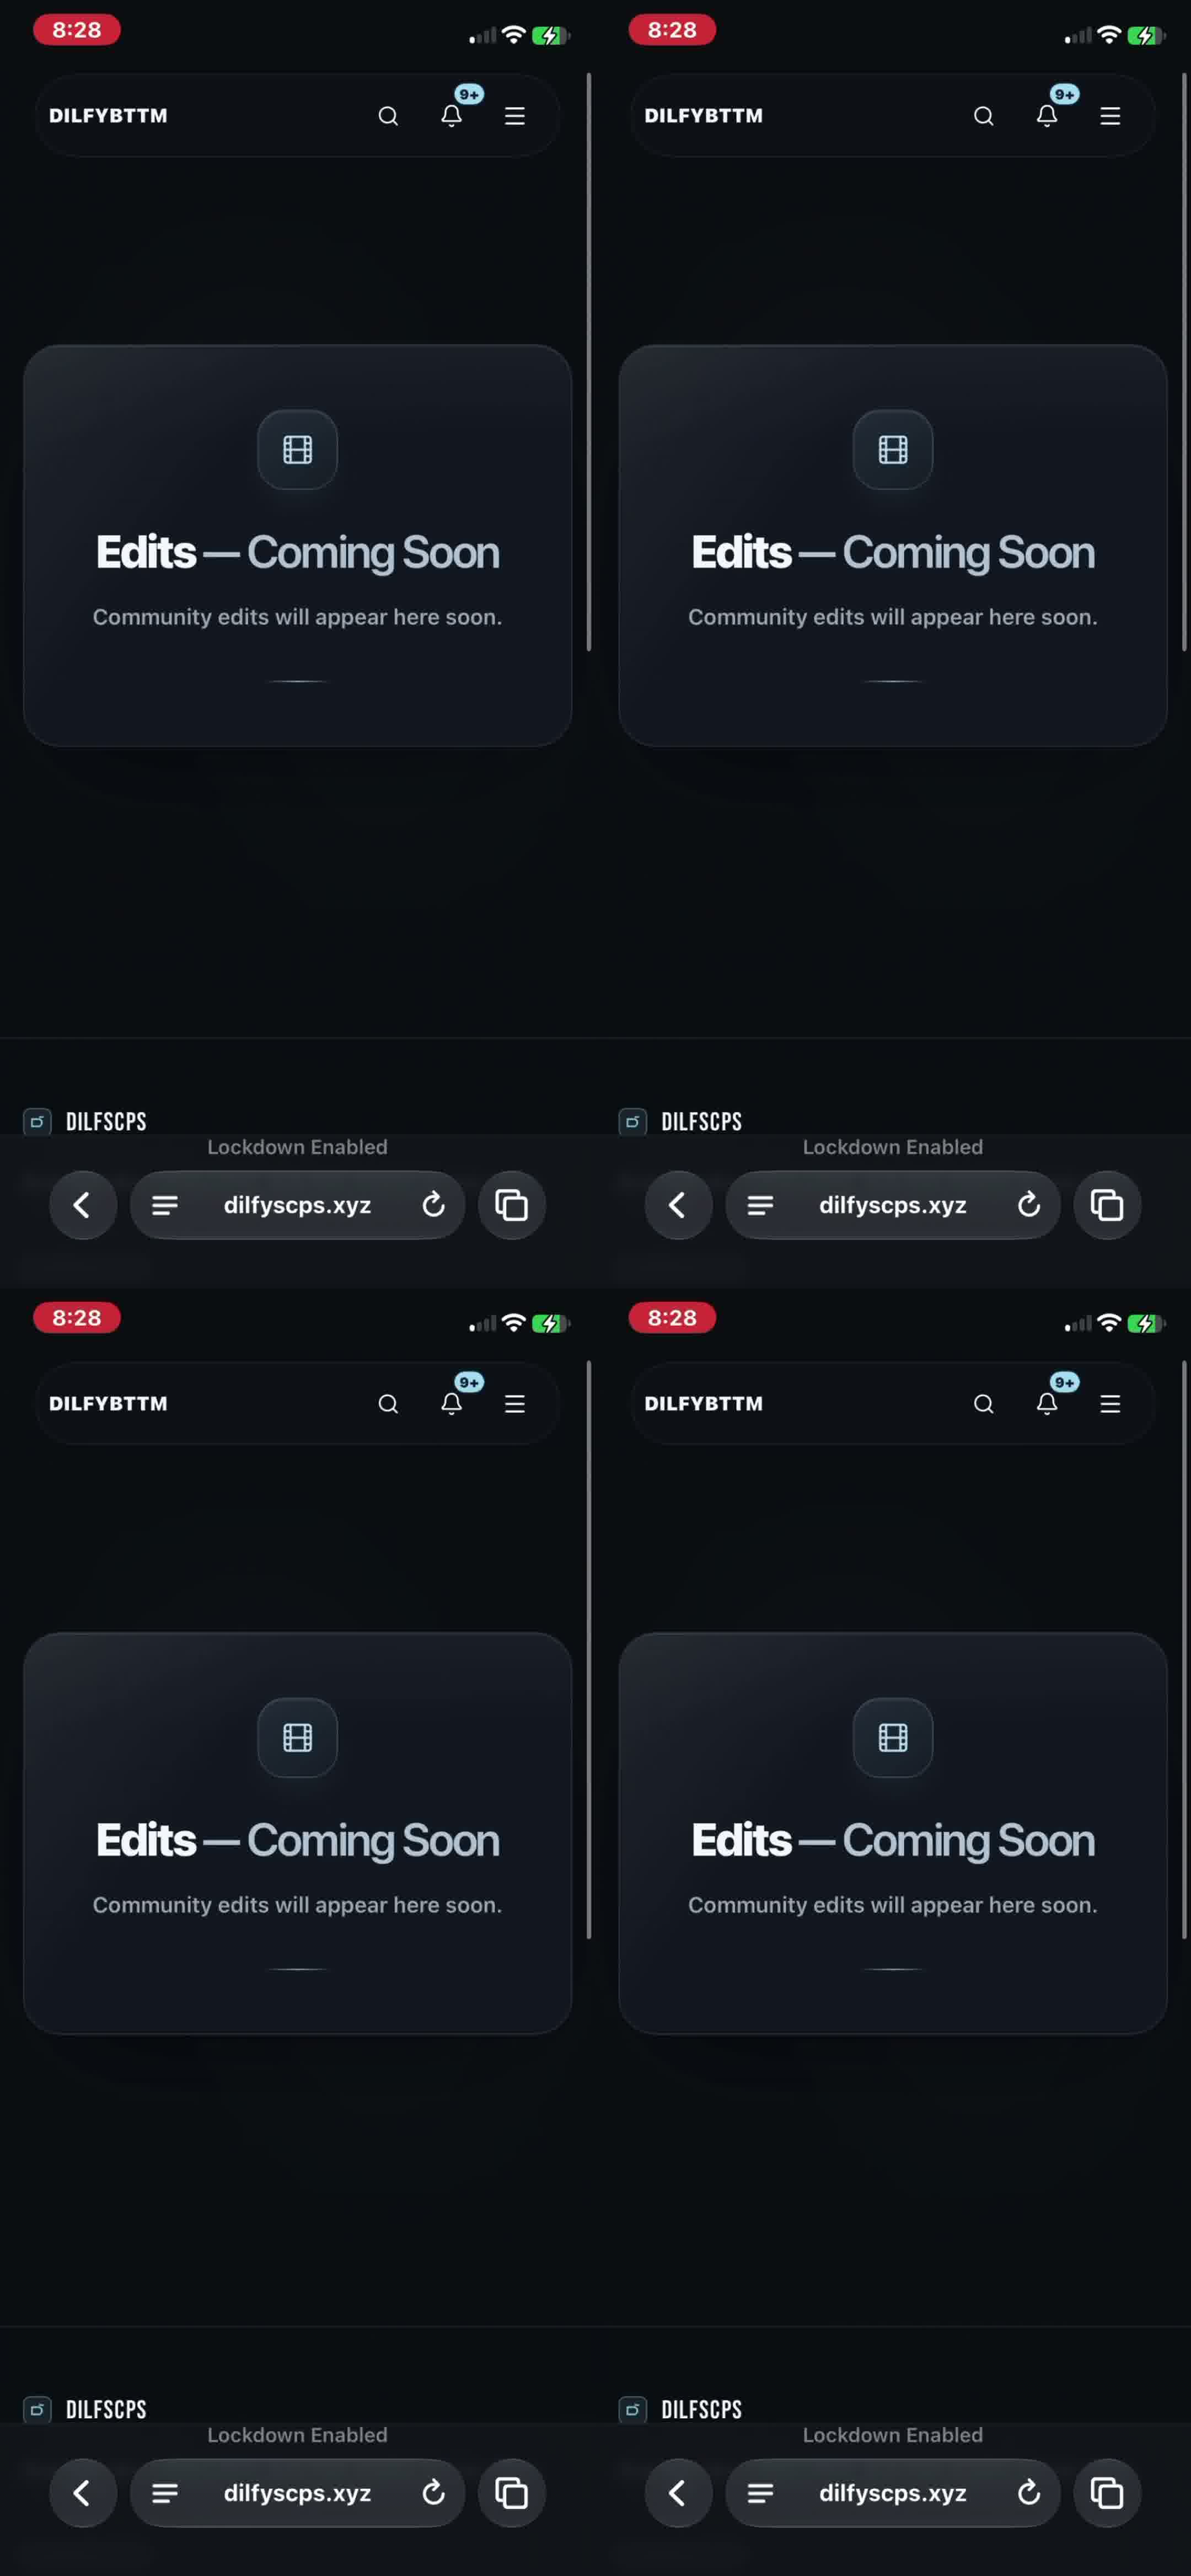 8:28
8:28
DILFYBTTM
9+
DILFYBTTM
9+
Edits — Coming Soon
Edits — Coming Soon
Community edits will appear here soon.
Community edits will appear here soon.
DILFSCPS
DILFSCPS
Lockdown Enabled
Lockdown Enabled
dilfyscps.xyz
dilfyscps.xyz
8:28
8:28
DILFYBTTM
9+
DILFYBTTM
9+
Edits — Coming Soon
Edits — Coming Soon
Community edits will appear here soon.
Community edits will appear here soon.
DILFSCPS
DILFSCPS
Lockdown Enabled
Lockdown Enabled
dilfyscps.xyz
dilfyscps.xyz